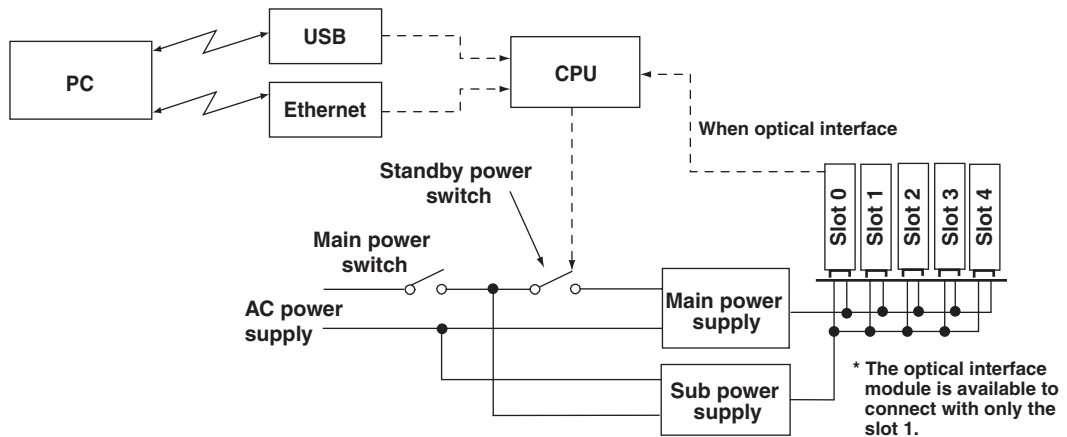 USB
PC
CPU
Ethernet
When optical interface
Standby power
switch
Slot 0
Slot 1
Slot 2
Slot 3
Slot 4
Main power
switch
AC power
supply
Main power
supply
Sub power
supply
* The optical interface
module is available to
connect with only the
slot 1.